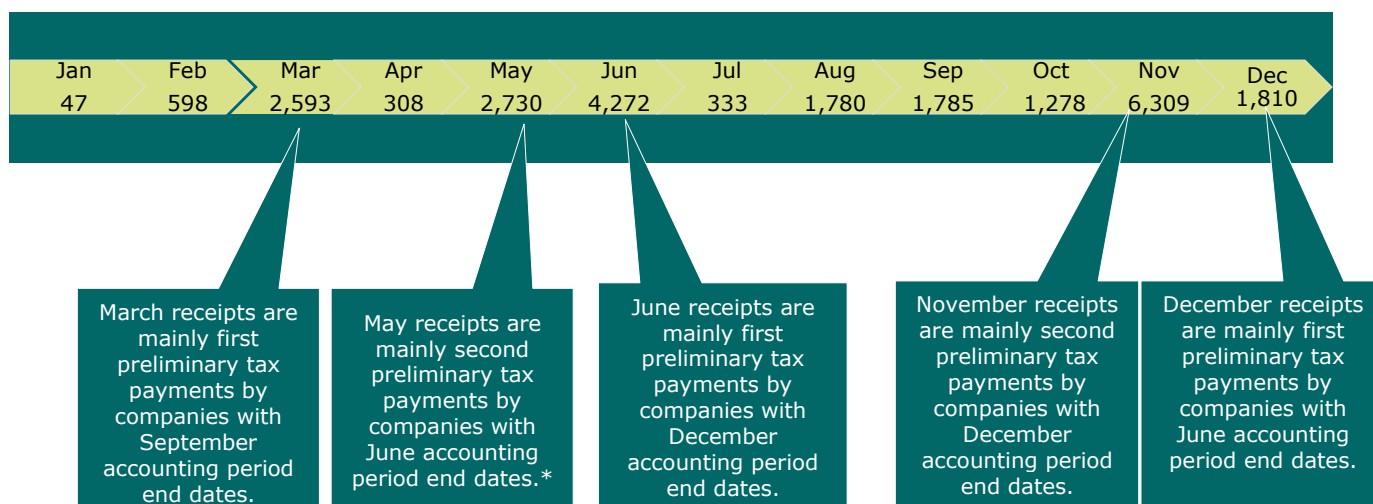 Jan Feb Mar Apr May Jun Jul Aug Sep Oct Nov Dec
47 598 2,593 308 2,730 4,272 333 1,780 1,785 1,278 6,309 1,810
March receipts are
mainly first
preliminary tax
payments by
companies with
September
accounting period
end dates.
May receipts are
mainly second
preliminary tax
payments by
companies with
June accounting
period end dates.*
June receipts are
mainly first
preliminary tax
payments by
companies with
December
accounting period
end dates.
November receipts
are mainly second
preliminary tax
payments by
companies with
December
accounting period
end dates.
December receipts
are mainly first
preliminary tax
payments by
companies with
June accounting
period end dates.